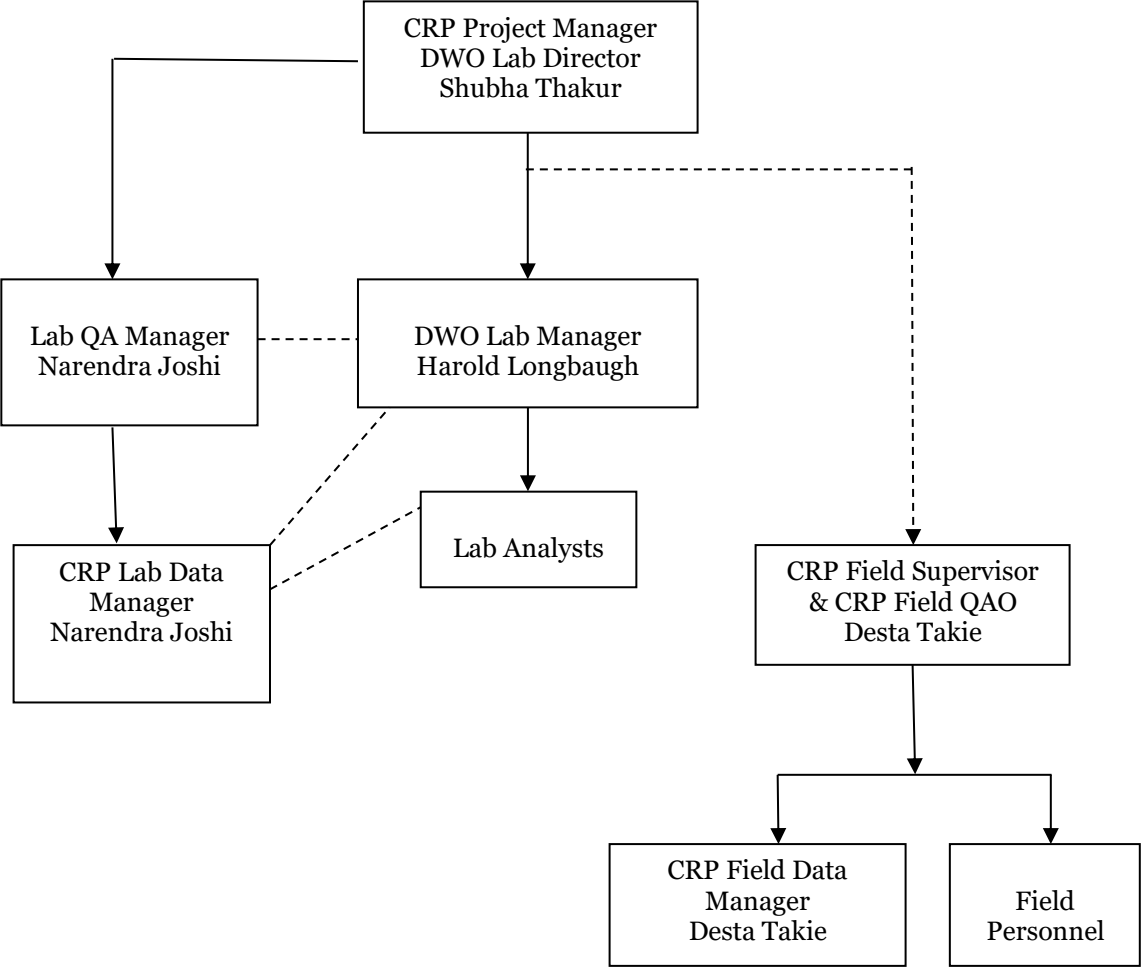 CRP Project Manager
DWO Lab Director
Shubha Thakur
Lab QA Manager
Narendra Joshi
DWO Lab Manager
Harold Longbaugh
Lab Analysts
CRP Lab Data
Manager
Narendra Joshi
CRP Field Supervisor
& CRP Field QAO
Desta Takie
CRP Field Data
Manager
Desta Takie
Field
Personnel